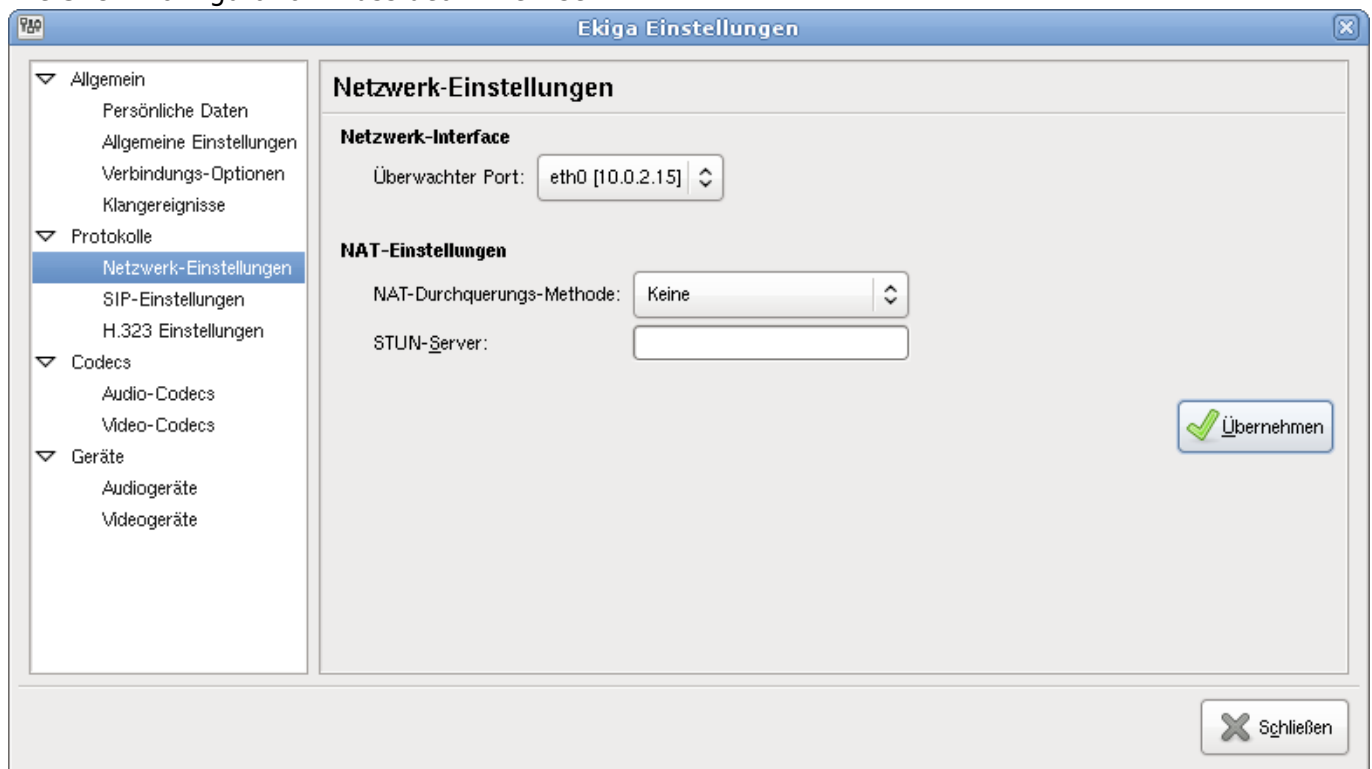 Ekiga Einstellungen
Allgemein
Persönliche Daten
Allgemeine Einstellungen
Verbindungs-Optionen
Klangereignisse
Protokolle
Netzwerk-Einstellungen
SIP-Einstellungen
H.323 Einstellungen
Codecs
Audio-Codecs
Video-Codecs
Geräte
Audiogeräte
Videogeräte
Netzwerk-Einstellungen
Netzwerk-Interface
Überwachter Port: eth0 [10.0.2.15]
NAT-Einstellungen
NAT-Durchquerungs-Methode: Keine
STUN-Server:
Übernehmen
Schließen